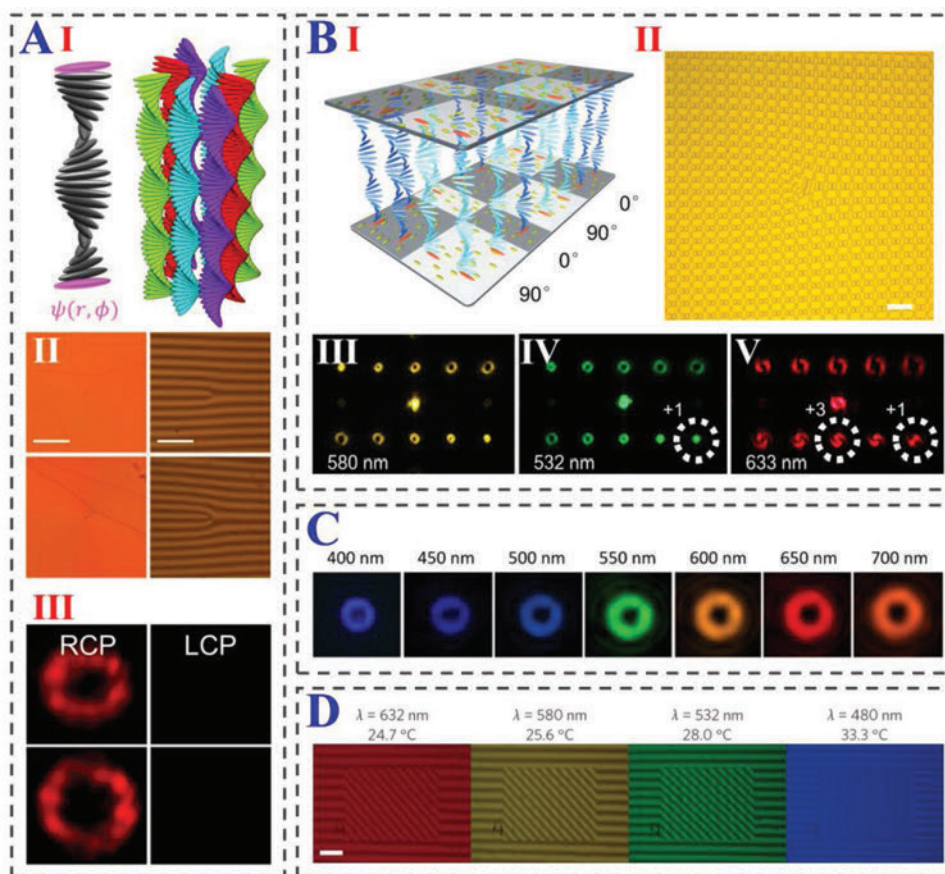 A I
ψ(r, ϕ)
II
III
RCP LCP
B I
0°
90°
0°
90°
II
III
580 nm
IV
+1
532 nm
V
+3 +1
633 nm
C
400 nm 450 nm 500 nm 550 nm 600 nm 650 nm 700 nm
D
λ = 632 nm λ = 580 nm λ = 532 nm λ = 480 nm
24.7 °C 25.6 °C 28.0 °C 33.3 °C